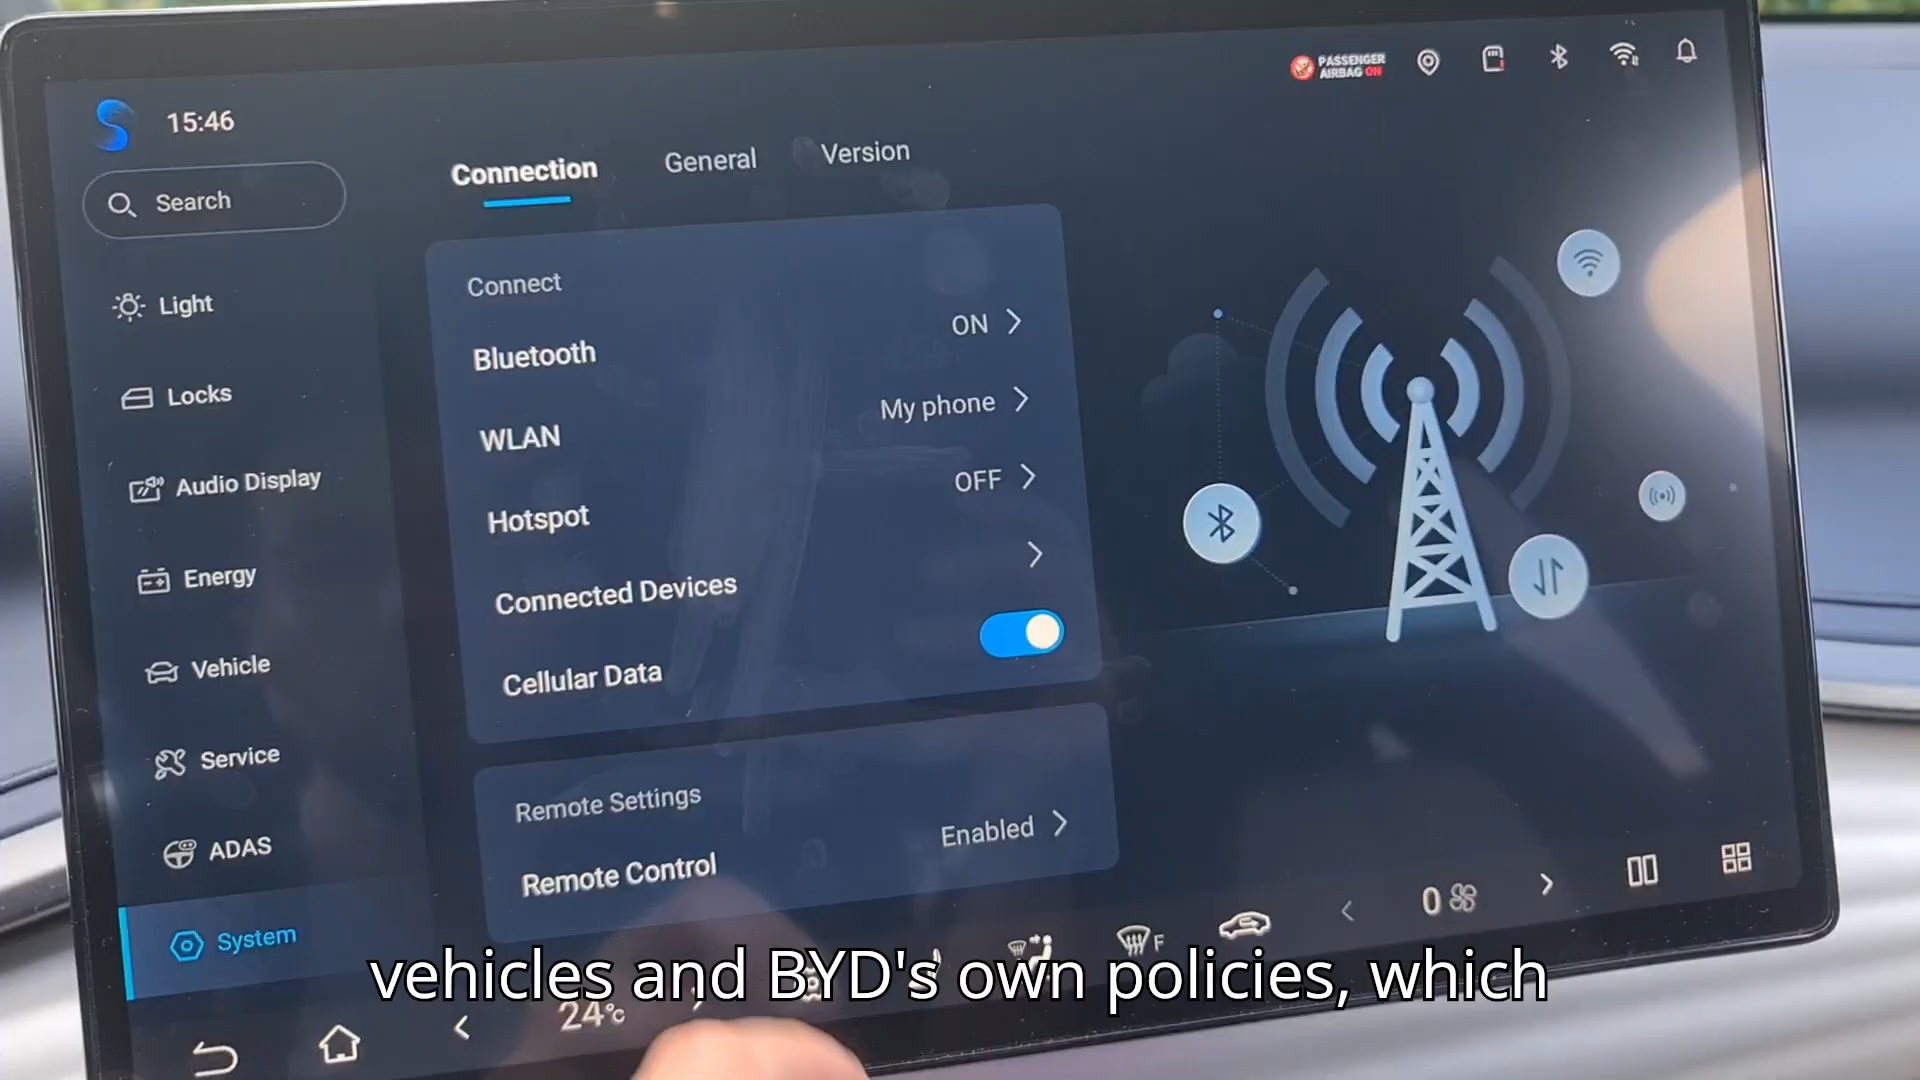 PASSENGER
AIRBAG ON
15:46
Search
Connection General Version
Light
Locks
Audio Display
Energy
Vehicle
Service
ADAS
System
Connect
Bluetooth ON
WLAN My phone
Hotspot OFF
Connected Devices
Cellular Data
Remote Settings
Remote Control Enabled
F
0
24°C
vehicles and BYD's own policies, which